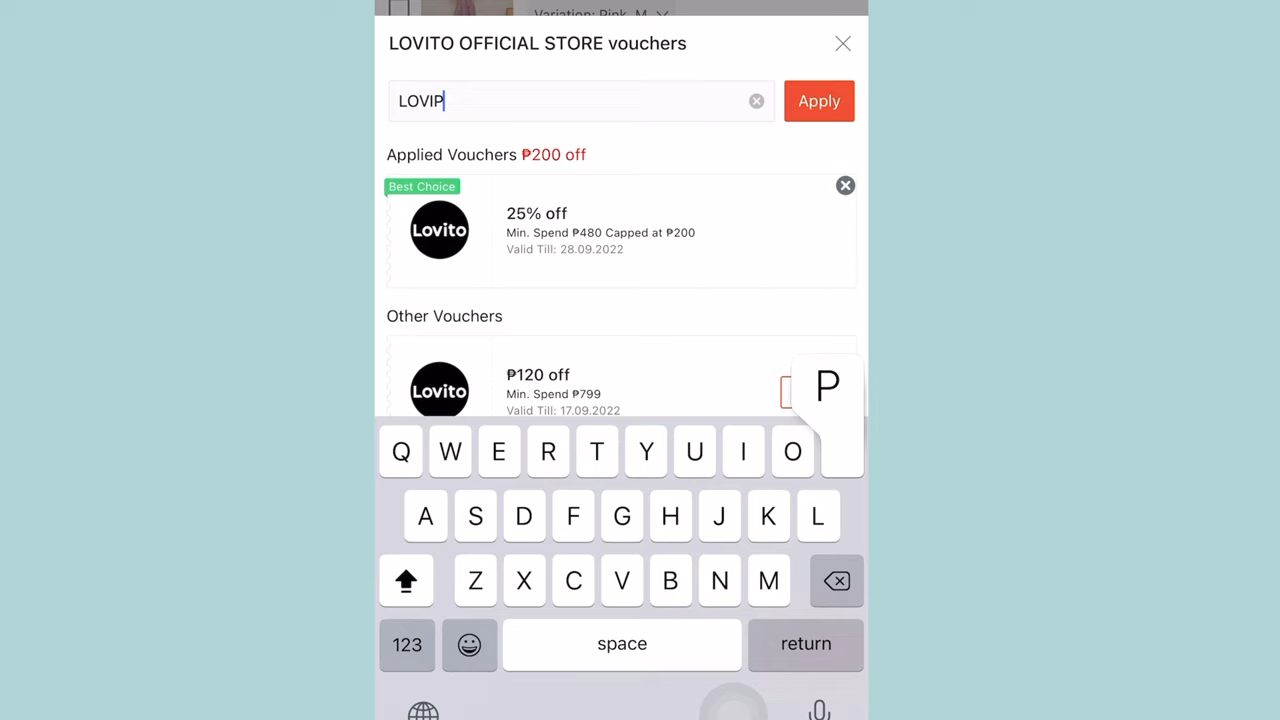 Variation: Pink, M
LOVITO OFFICIAL STORE vouchers
LOVIP
Apply
Applied Vouchers ₱200 off
Best Choice
Lovito
25% off
Min. Spend ₱480 Capped at ₱200
Valid Till: 28.09.2022
Other Vouchers
Lovito
₱120 off
Min. Spend ₱799
Valid Till: 17.09.2022
P
Q W E R T Y U I O
A S D F G H J K L
Z X C V B N M
123 space return